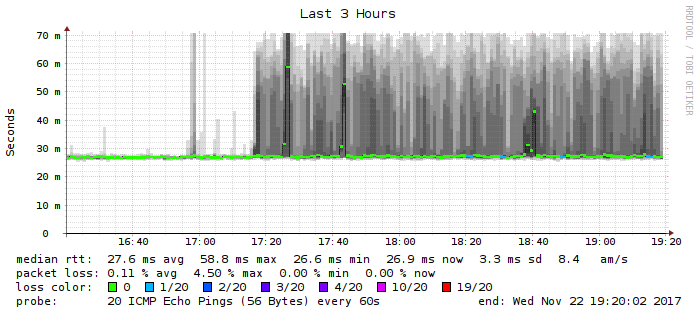 Last 3 Hours
RRDTOOL / TOBI OETIKER
Seconds
70 m
60 m
50 m
40 m
30 m
20 m
10 m
0
16:40 17:00 17:20 17:40 18:00 18:20 18:40 19:00 19:20
median rtt: 27.6 ms avg 58.8 ms max 26.6 ms min 26.9 ms now 3.3 ms sd 8.4 am/s
packet loss: 0.11 % avg 4.50 % max 0.00 % min 0.00 % now
loss color: 0 1/20 2/20 3/20 4/20 10/20 19/20
probe: 20 ICMP Echo Pings (56 Bytes) every 60s end: Wed Nov 22 19:20:02 2017